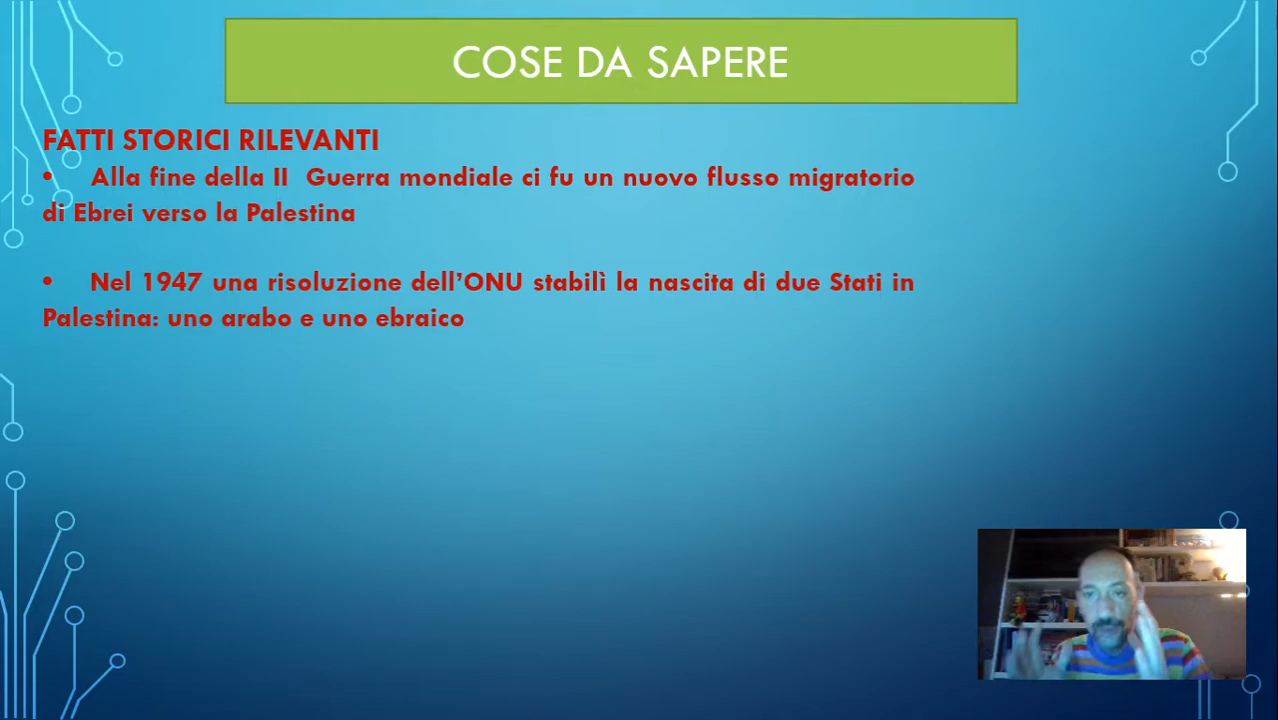 COSE DA SAPERE
FATTI STORICI RILEVANTI
• Alla fine della II Guerra mondiale ci fu un nuovo flusso migratorio
di Ebrei verso la Palestina
• Nel 1947 una risoluzione dell’ONU stabilì la nascita di due Stati in
Palestina: uno arabo e uno ebraico